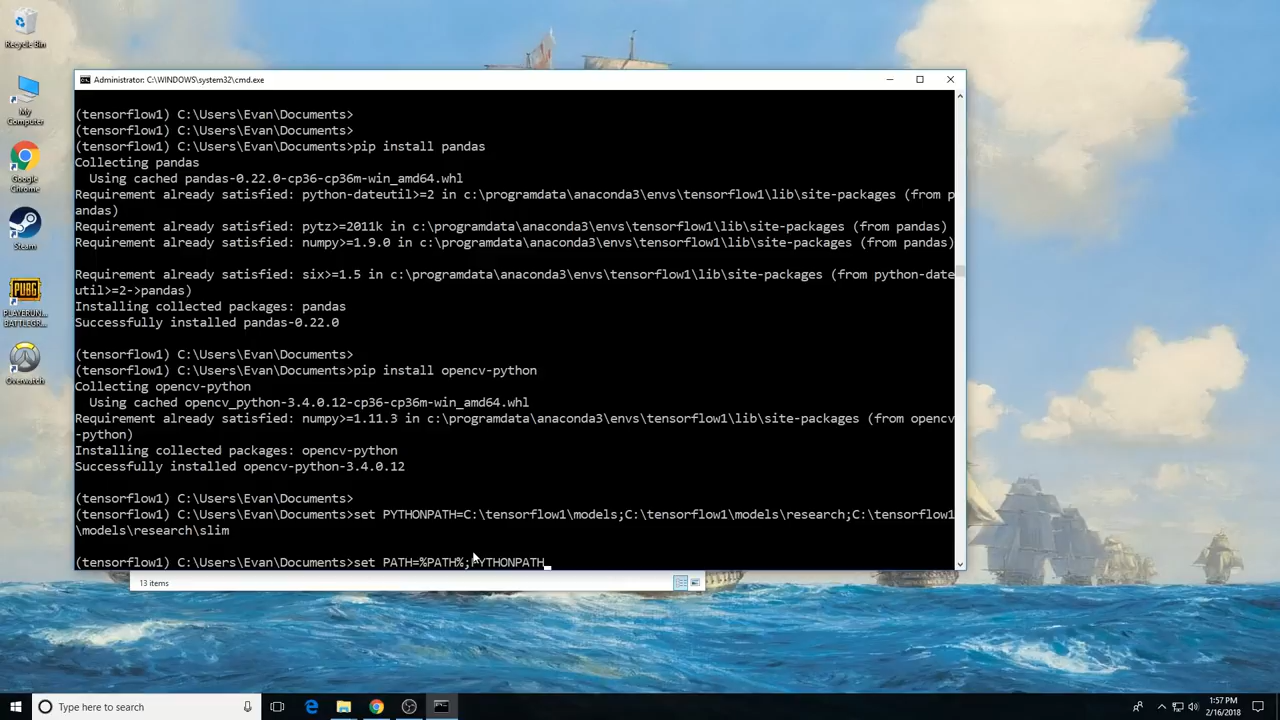 Recycle Bin
My
Computer
Google
Chrome
Steam
PUBG
PLAYERUN...
BATTLEGR...
Overwatch
Administrator: C:\WINDOWS\system32\cmd.exe
(tensorflow1) C:\Users\Evan\Documents>
(tensorflow1) C:\Users\Evan\Documents>
(tensorflow1) C:\Users\Evan\Documents>pip install pandas
Collecting pandas
Using cached pandas-0.22.0-cp36-cp36m-win_amd64.whl
Requirement already satisfied: python-dateutil>=2 in c:\programdata\anaconda3\envs\tensorflow1\lib\site-packages (from p
andas)
Requirement already satisfied: pytz>=2011k in c:\programdata\anaconda3\envs\tensorflow1\lib\site-packages (from pandas)
Requirement already satisfied: numpy>=1.9.0 in c:\programdata\anaconda3\envs\tensorflow1\lib\site-packages (from pandas)
Requirement already satisfied: six>=1.5 in c:\programdata\anaconda3\envs\tensorflow1\lib\site-packages (from python-date
util>=2->pandas)
Installing collected packages: pandas
Successfully installed pandas-0.22.0
(tensorflow1) C:\Users\Evan\Documents>
(tensorflow1) C:\Users\Evan\Documents>pip install opencv-python
Collecting opencv-python
Using cached opencv_python-3.4.0.12-cp36-cp36m-win_amd64.whl
Requirement already satisfied: numpy>=1.11.3 in c:\programdata\anaconda3\envs\tensorflow1\lib\site-packages (from opencv
-python)
Installing collected packages: opencv-python
Successfully installed opencv-python-3.4.0.12
(tensorflow1) C:\Users\Evan\Documents>
(tensorflow1) C:\Users\Evan\Documents>set PYTHONPATH=C:\tensorflow1\models;C:\tensorflow1\models\research;C:\tensorflow1
\models\research\slim
(tensorflow1) C:\Users\Evan\Documents>set PATH=%PATH%;PYTHONPATH
13 items
Type here to search
1:57 PM
2/16/2018